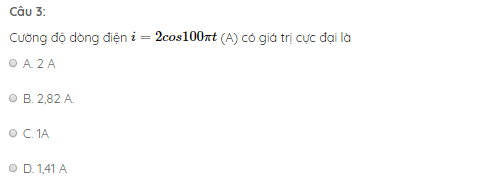 Câu 3:
Cường độ dòng điện i = 2cos100πt (A) có giá trị cực đại là
A. 2 A
B. 2,82 A.
C. 1A
D. 1,41 A